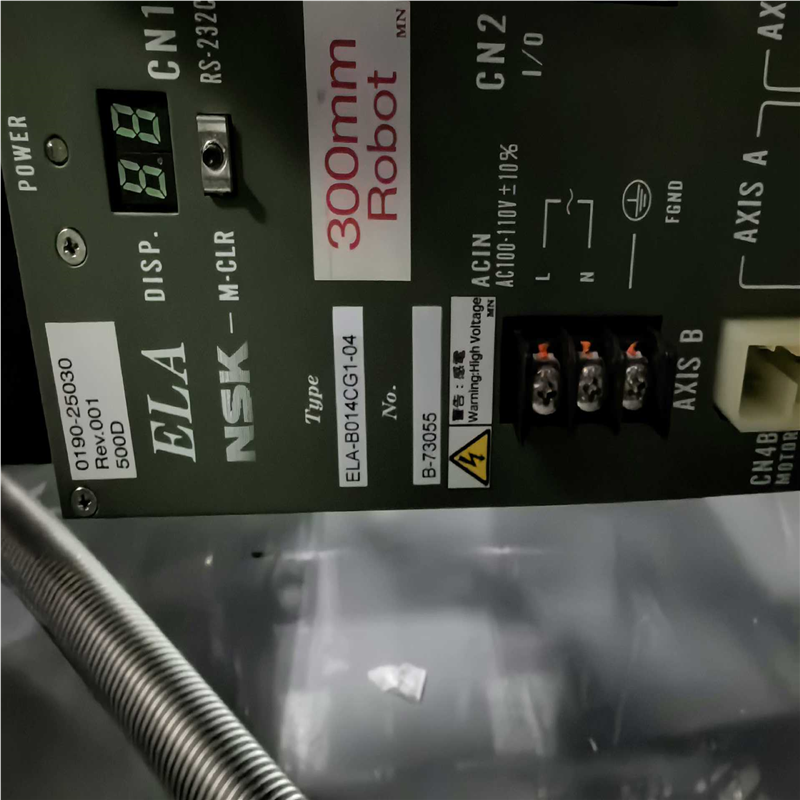 POWER
DISP.
CN1
RS-232C
M-CLR
0190-25030
Rev.001
500D
ELA
NSK
300mm
Robot
MN
Type
ELA-B014CG1-04
No.
B-73055
警告：感電
Warning:High Voltage
MN
CN2
I/O
ACIN
AC100-110V±10%
L
N
FGND
AXIS A
AXIS B
CN4B
MOTOR
AX